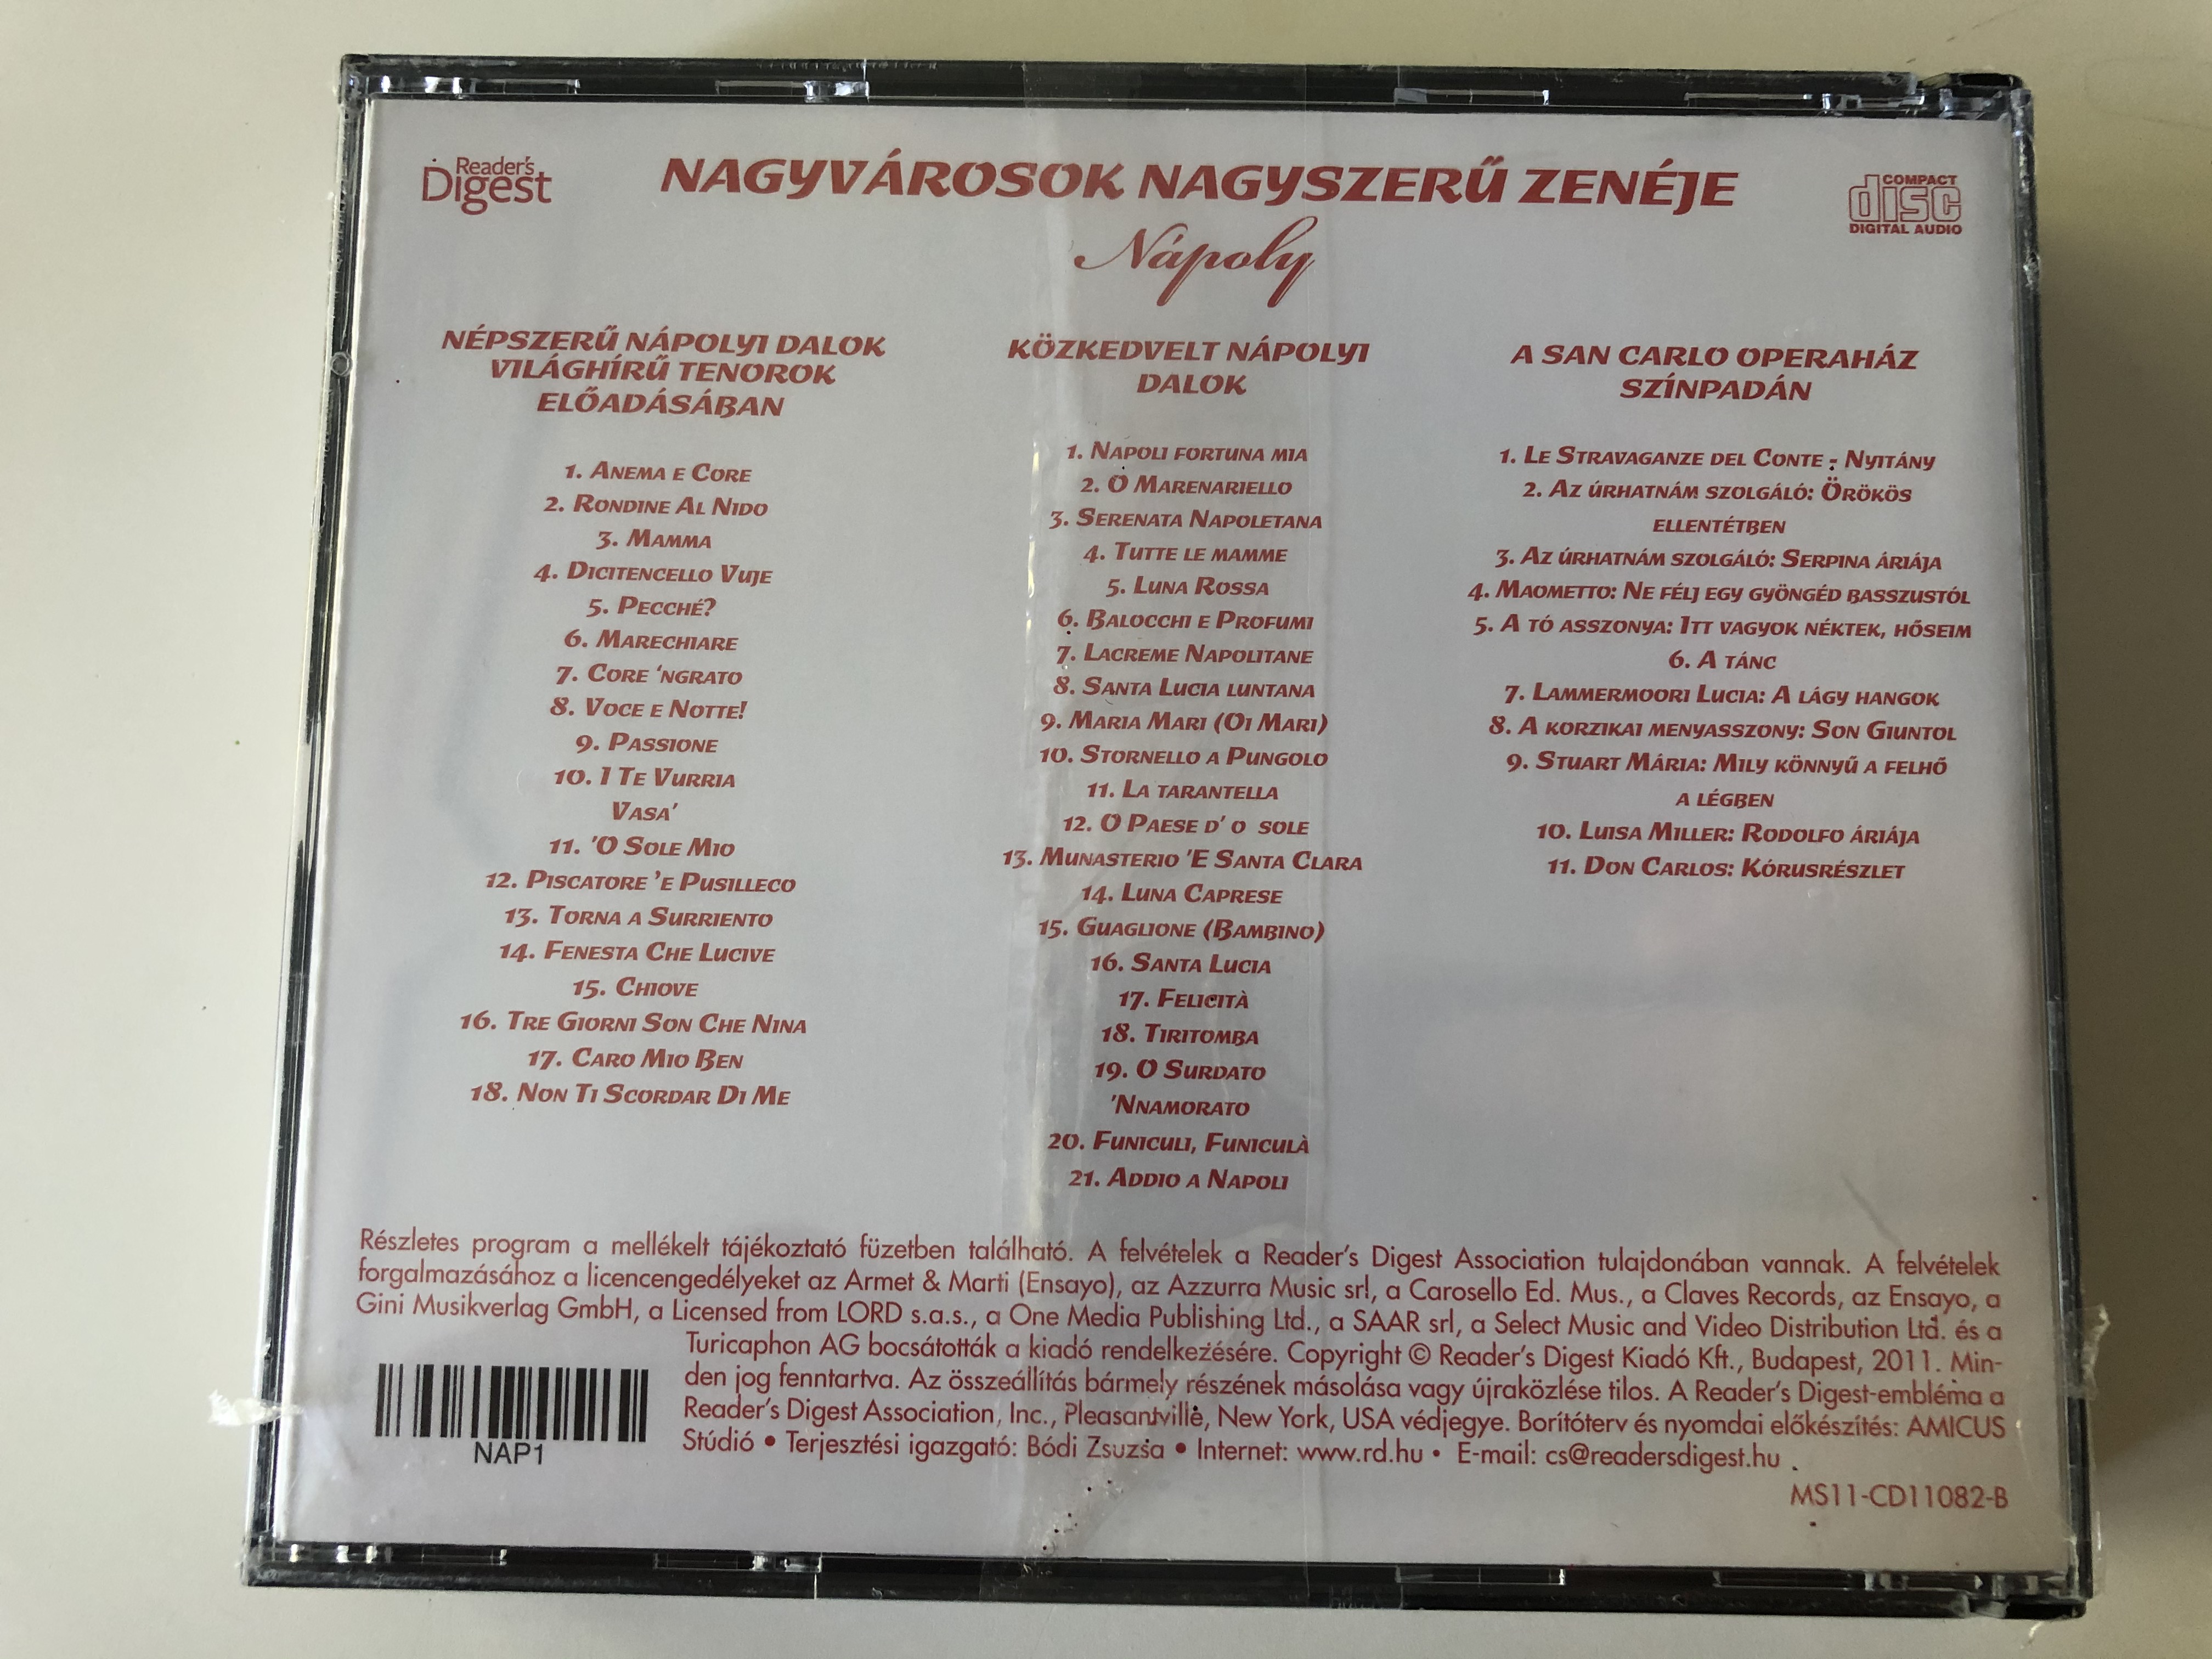 Reader's
Digest
NAGYVÁROSOK NAGYSZERŰ ZENÉJE
Nápoly
COMPACT
disc
DIGITAL AUDIO
NÉPSZERŰ NÁPOLYI DALOK
VILÁGHÍRŰ TENOROK
ELŐADÁSÁBAN
1. ANEMA E CORE
2. RONDINE AL NIDO
3. MAMMA
4. DICITENCELLO VUJE
5. PECCHÉ?
6. MARECHIARE
7. CORE 'NGRATO
8. VOCE E NOTTE!
9. PASSIONE
10. I TE VURRIA
VASA'
11. 'O SOLE MIO
12. PISCATORE 'E PUSILLECO
13. TORNA A SURRIENTO
14. FENESTA CHE LUCIVE
15. CHIOVE
16. TRE GIORNI SON CHE NINA
17. CARO MIO BEN
18. NON TI SCORDAR DI ME
KÖZKEDVELT NÁPOLYI
DALOK
1. NAPOLI FORTUNA MIA
2. O MARENARIELLO
3. SERENATA NAPOLETANA
4. TUTTE LE MAMME
5. LUNA ROSSA
6. BALOCCHI E PROFUMI
7. LACREME NAPOLITANE
8. SANTA LUCIA LUNTANA
9. MARIA MARI (OI MARI)
10. STORNELLO A PUNGOLO
11. LA TARANTELLA
12. O PAESE D' O SOLE
13. MUNASTERIO 'E SANTA CLARA
14. LUNA CAPRESE
15. GUAGLIONE (BAMBINO)
16. SANTA LUCIA
17. FELICITÀ
18. TIRITOMBA
19. O SURDATO
'NNAMORATO
20. FUNICULI, FUNICULÀ
21. ADDIO A NAPOLI
A SAN CARLO OPERAHÁZ
SZÍNPADÁN
1. LE STRAVAGANZE DEL CONTE - NYITÁNY
2. AZ ÚRHATNÁM SZOLGÁLÓ: ÖRÖKÖS
ELLENTÉTBEN
3. AZ ÚRHATNÁM SZOLGÁLÓ: SERPINA ÁRIÁJA
4. MAOMETTO: NE FÉLJ EGY GYÖNGÉD BASSZUSTÓL
5. A TÓ ASSZONYA: ITT VAGYOK NÉKTEK, HŐSEIM
6. A TÁNC
7. LAMMERMOORI LUCIA: A LÁGY HANGOK
8. A KORZIKAI MENYASSZONY: SON GIUNTOL
9. STUART MÁRIA: MILY KÖNNYŰ A FELHŐ
A LÉGBEN
10. LUISA MILLER: RODOLFO ÁRIÁJA
11. DON CARLOS: KÓRUSRÉSZLET
Részletes program a mellékelt tájékoztató füzetben található. A felvételek a Reader's Digest Association tulajdonában vannak. A felvételek
forgalmazásához a licencengedélyeket az Armet & Marti (Ensayo), az Azzurra Music srl, a Carosello Ed. Mus., a Claves Records, az Ensayo, a
Gini Musikverlag GmbH, a Licensed from LORD s.a.s., a One Media Publishing Ltd., a SAAR srl, a Select Music and Video Distribution Ltd. és a
Turicaphon AG bocsátották a kiadó rendelkezésére. Copyright © Reader's Digest Kiadó Kft., Budapest, 2011. Min-
den jog fenntartva. Az összeállítás bármely részének másolása vagy újraközlése tilos. A Reader's Digest-embléma a
Reader's Digest Association, Inc., Pleasantville, New York, USA védjegye. Borítóterv és nyomdai előkészítés: AMICUS
Stúdió • Terjesztési igazgató: Bódi Zsuzsa • Internet: www.rd.hu • E-mail: cs@readersdigest.hu
NAP1
MS11-CD11082-B